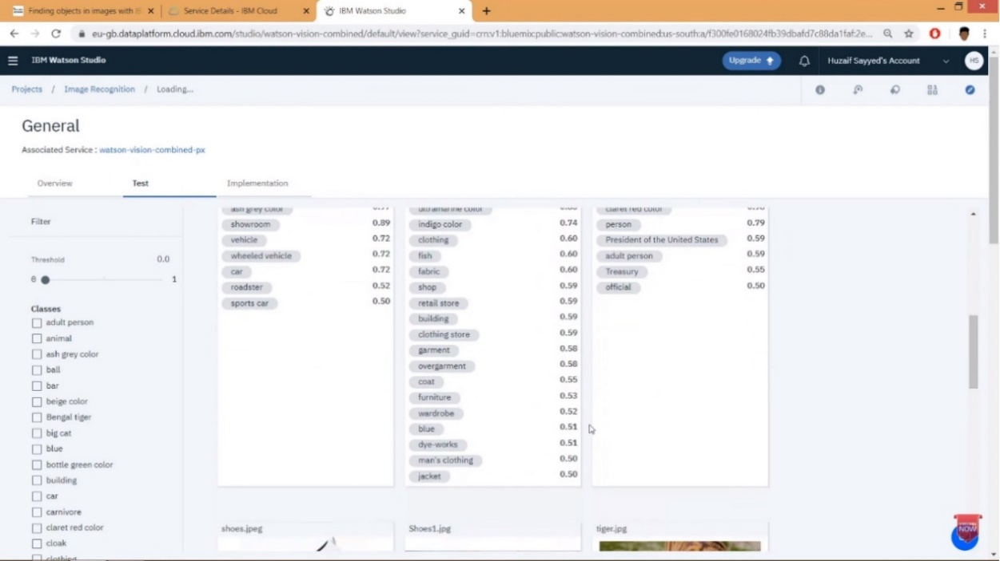 Finding objects in images with IB
Service Details - IBM Cloud
IBM Watson Studio
eu-gb.dataplatform.cloud.ibm.com/studio/watson-vision-combined/default/view?service_guid=crn:v1:bluemix:public:watson-vision-combined:us-south:a/f300fe0168024fb39dbafd7c88da1faf:2e...
IBM Watson Studio
Upgrade
Huzaif Sayyed's Account
HS
Projects / Image Recognition / Loading...
General
Associated Service : watson-vision-combined-px
Overview
Test
Implementation
Filter
Threshold 0.0
0 1
Classes
adult person
animal
ash grey color
ball
bar
beige color
Bengal tiger
big cat
blue
bottle green color
building
car
carnivore
claret red color
cloak
clothing
ash grey color
showroom 0.89
vehicle 0.72
wheeled vehicle 0.72
car 0.72
roadster 0.52
sports car 0.50
ultramarine color
indigo color 0.74
clothing 0.60
fish 0.60
fabric 0.60
shop 0.59
retail store 0.59
building 0.59
clothing store 0.59
garment 0.58
overgarment 0.58
coat 0.55
furniture 0.53
wardrobe 0.52
blue 0.51
dye-works 0.51
man's clothing 0.50
jacket 0.50
claret red color
person 0.79
President of the United States 0.59
adult person 0.59
Treasury 0.55
official 0.50
shoes.jpeg
Shoes1.jpg
tiger.jpg
NOW